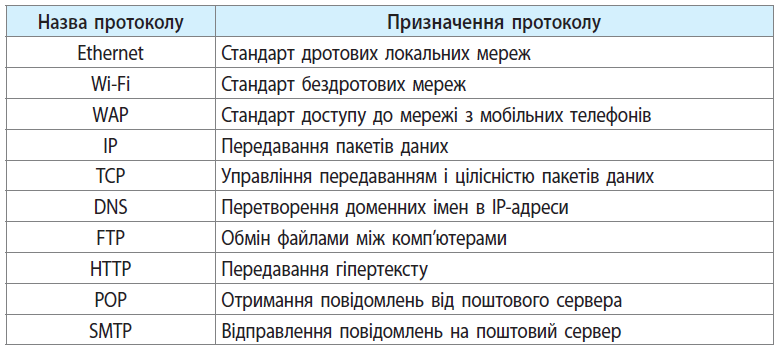 Назва протоколу Призначення протоколу
Ethernet Стандарт дротових локальних мереж
Wi-Fi Стандарт бездротових мереж
WAP Стандарт доступу до мережі з мобільних телефонів
IP Передавання пакетів даних
TCP Управління передаванням і цілісністю пакетів даних
DNS Перетворення доменних імен в IP-адреси
FTP Обмін файлами між комп'ютерами
HTTP Передавання гіпертексту
POP Отримання повідомлень від поштового сервера
SMTP Відправлення повідомлень на поштовий сервер